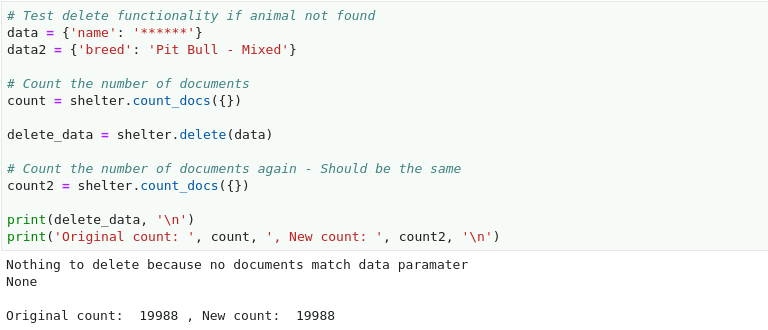 # Test delete functionality if animal not found
data = {'name': '******'}
data2 = {'breed': 'Pit Bull - Mixed'}
# Count the number of documents
count = shelter.count_docs({})
delete_data = shelter.delete(data)
# Count the number of documents again - Should be the same
count2 = shelter.count_docs({})
print(delete_data, '\n')
print('Original count: ', count, ', New count: ', count2, '\n')
Nothing to delete because no documents match data paramater
None
Original count:  19988 , New count:  19988